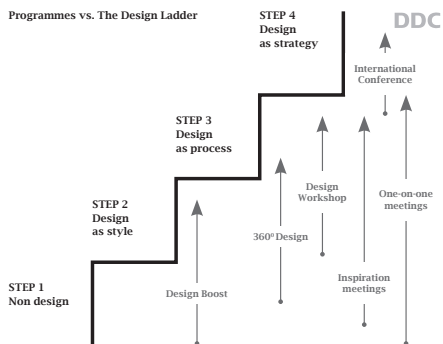 Programmes vs. The Design Ladder
DDC
STEP 4
Design
as strategy
International
Conference
STEP 3
Design
as process
STEP 2
Design
as style
Design
Workshop
One-on-one
meetings
360º Design
STEP 1
Non design
Design Boost
Inspiration
meetings